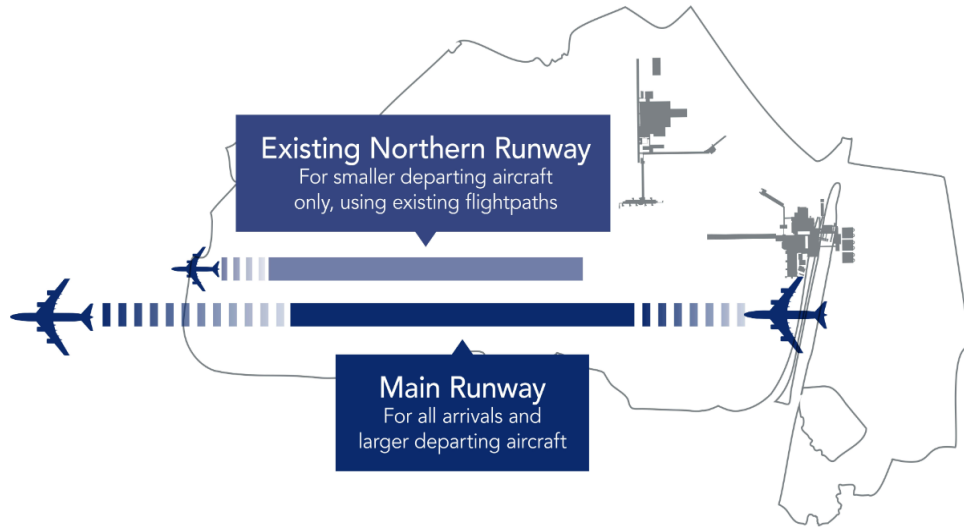 Existing Northern Runway
For smaller departing aircraft
only, using existing flightpaths
Main Runway
For all arrivals and
larger departing aircraft